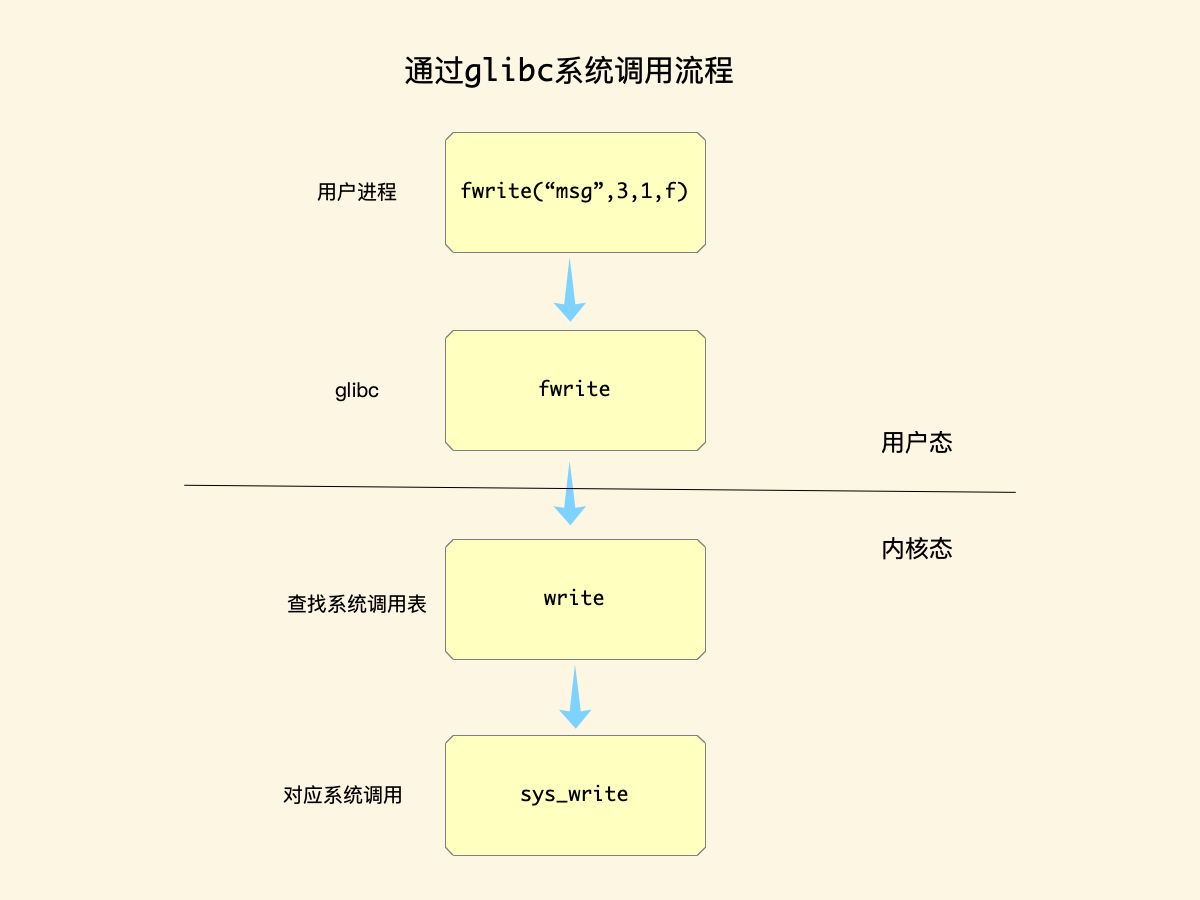 通过glibc系统调用流程
用户进程
fwrite(“msg”,3,1,f)
glibc
fwrite
用户态
内核态
查找系统调用表
write
对应系统调用
sys_write